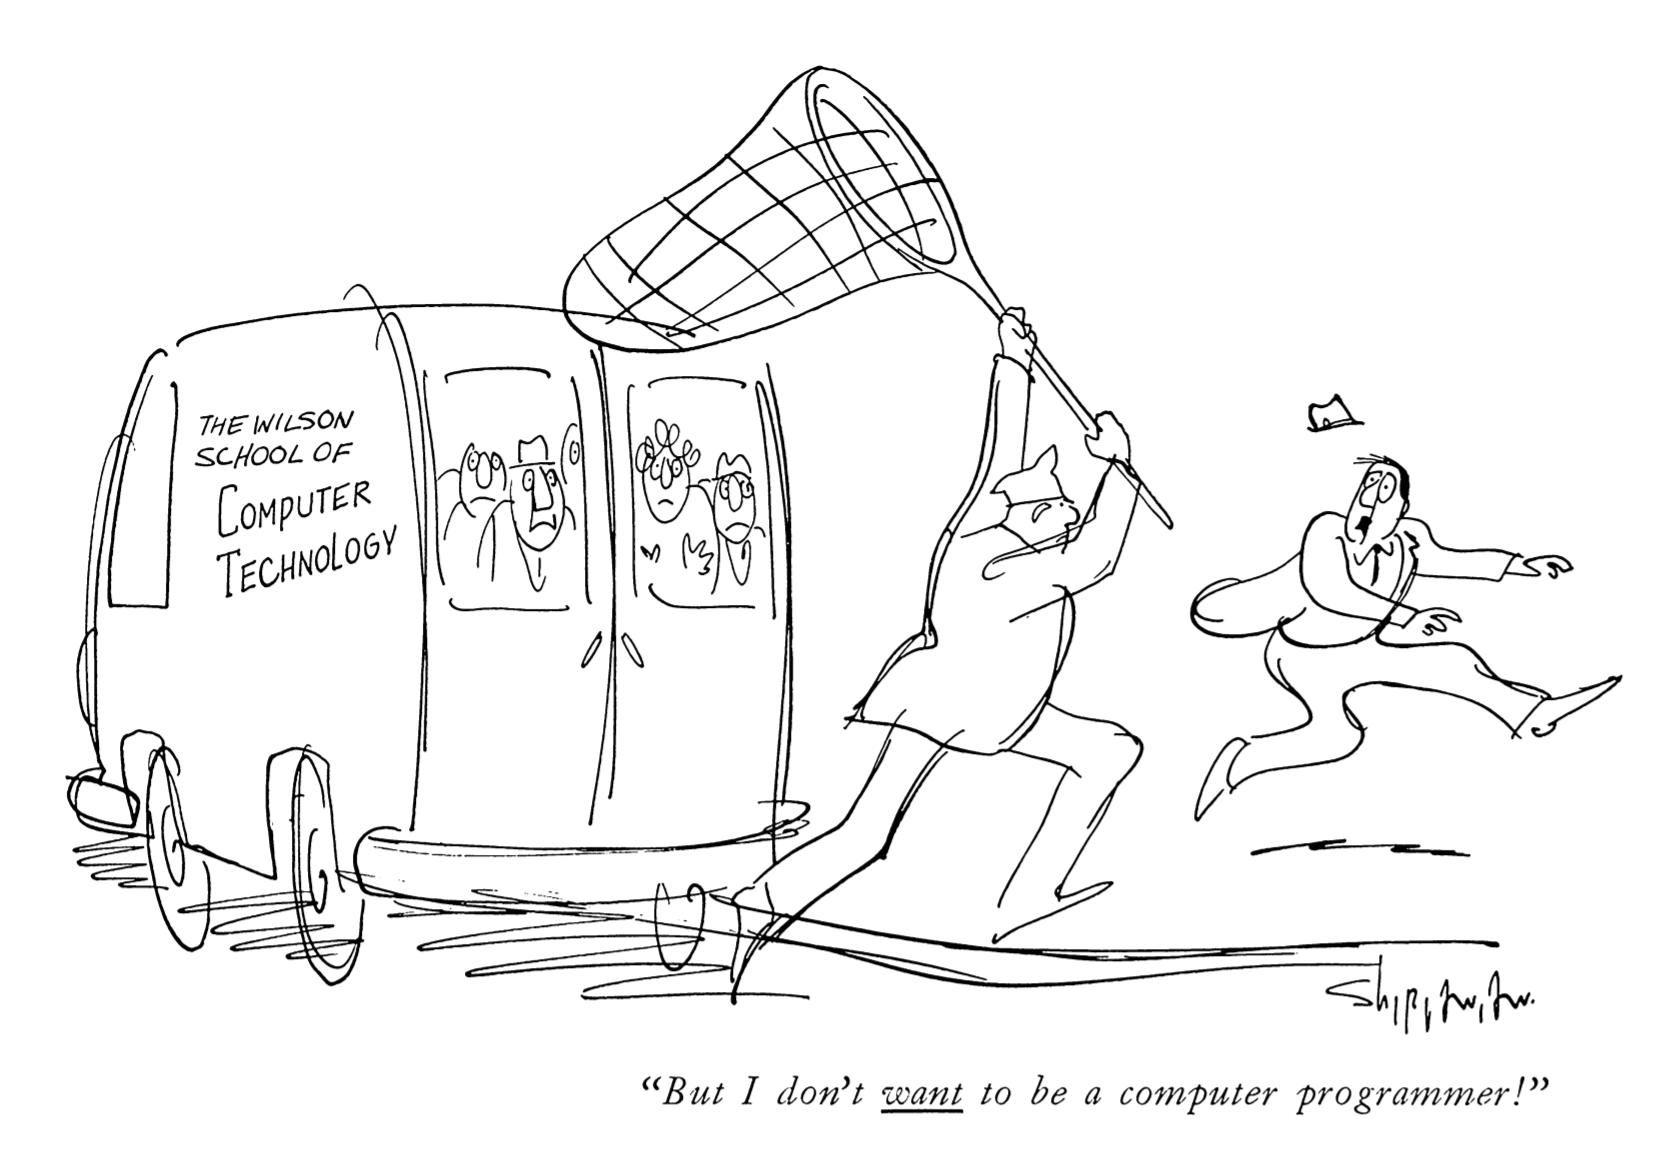 THE WILSON
SCHOOL OF
COMPUTER
TECHNOLOGY
“But I don’t want to be a computer programmer!”